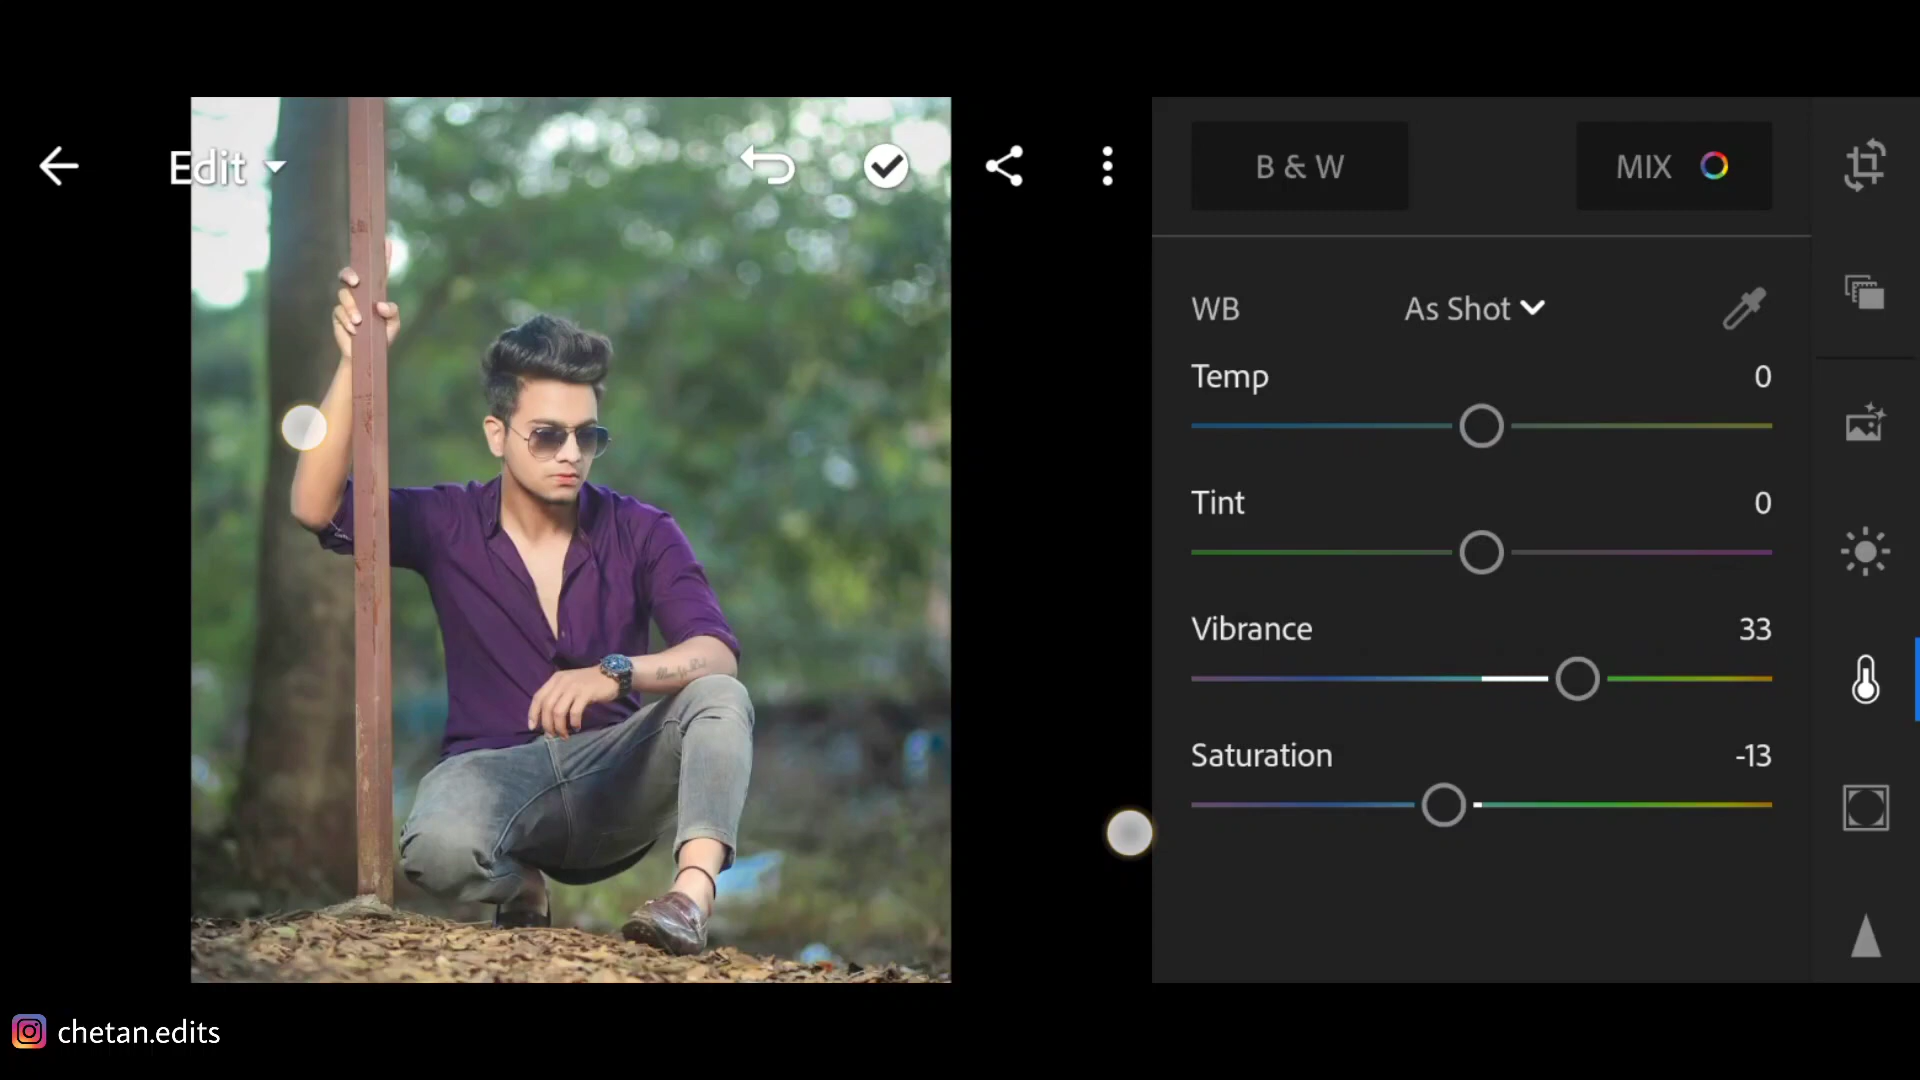 Edit
B & W
MIX
WB
As Shot
Temp
0
Tint
0
Vibrance
33
Saturation
-13
chetan.edits